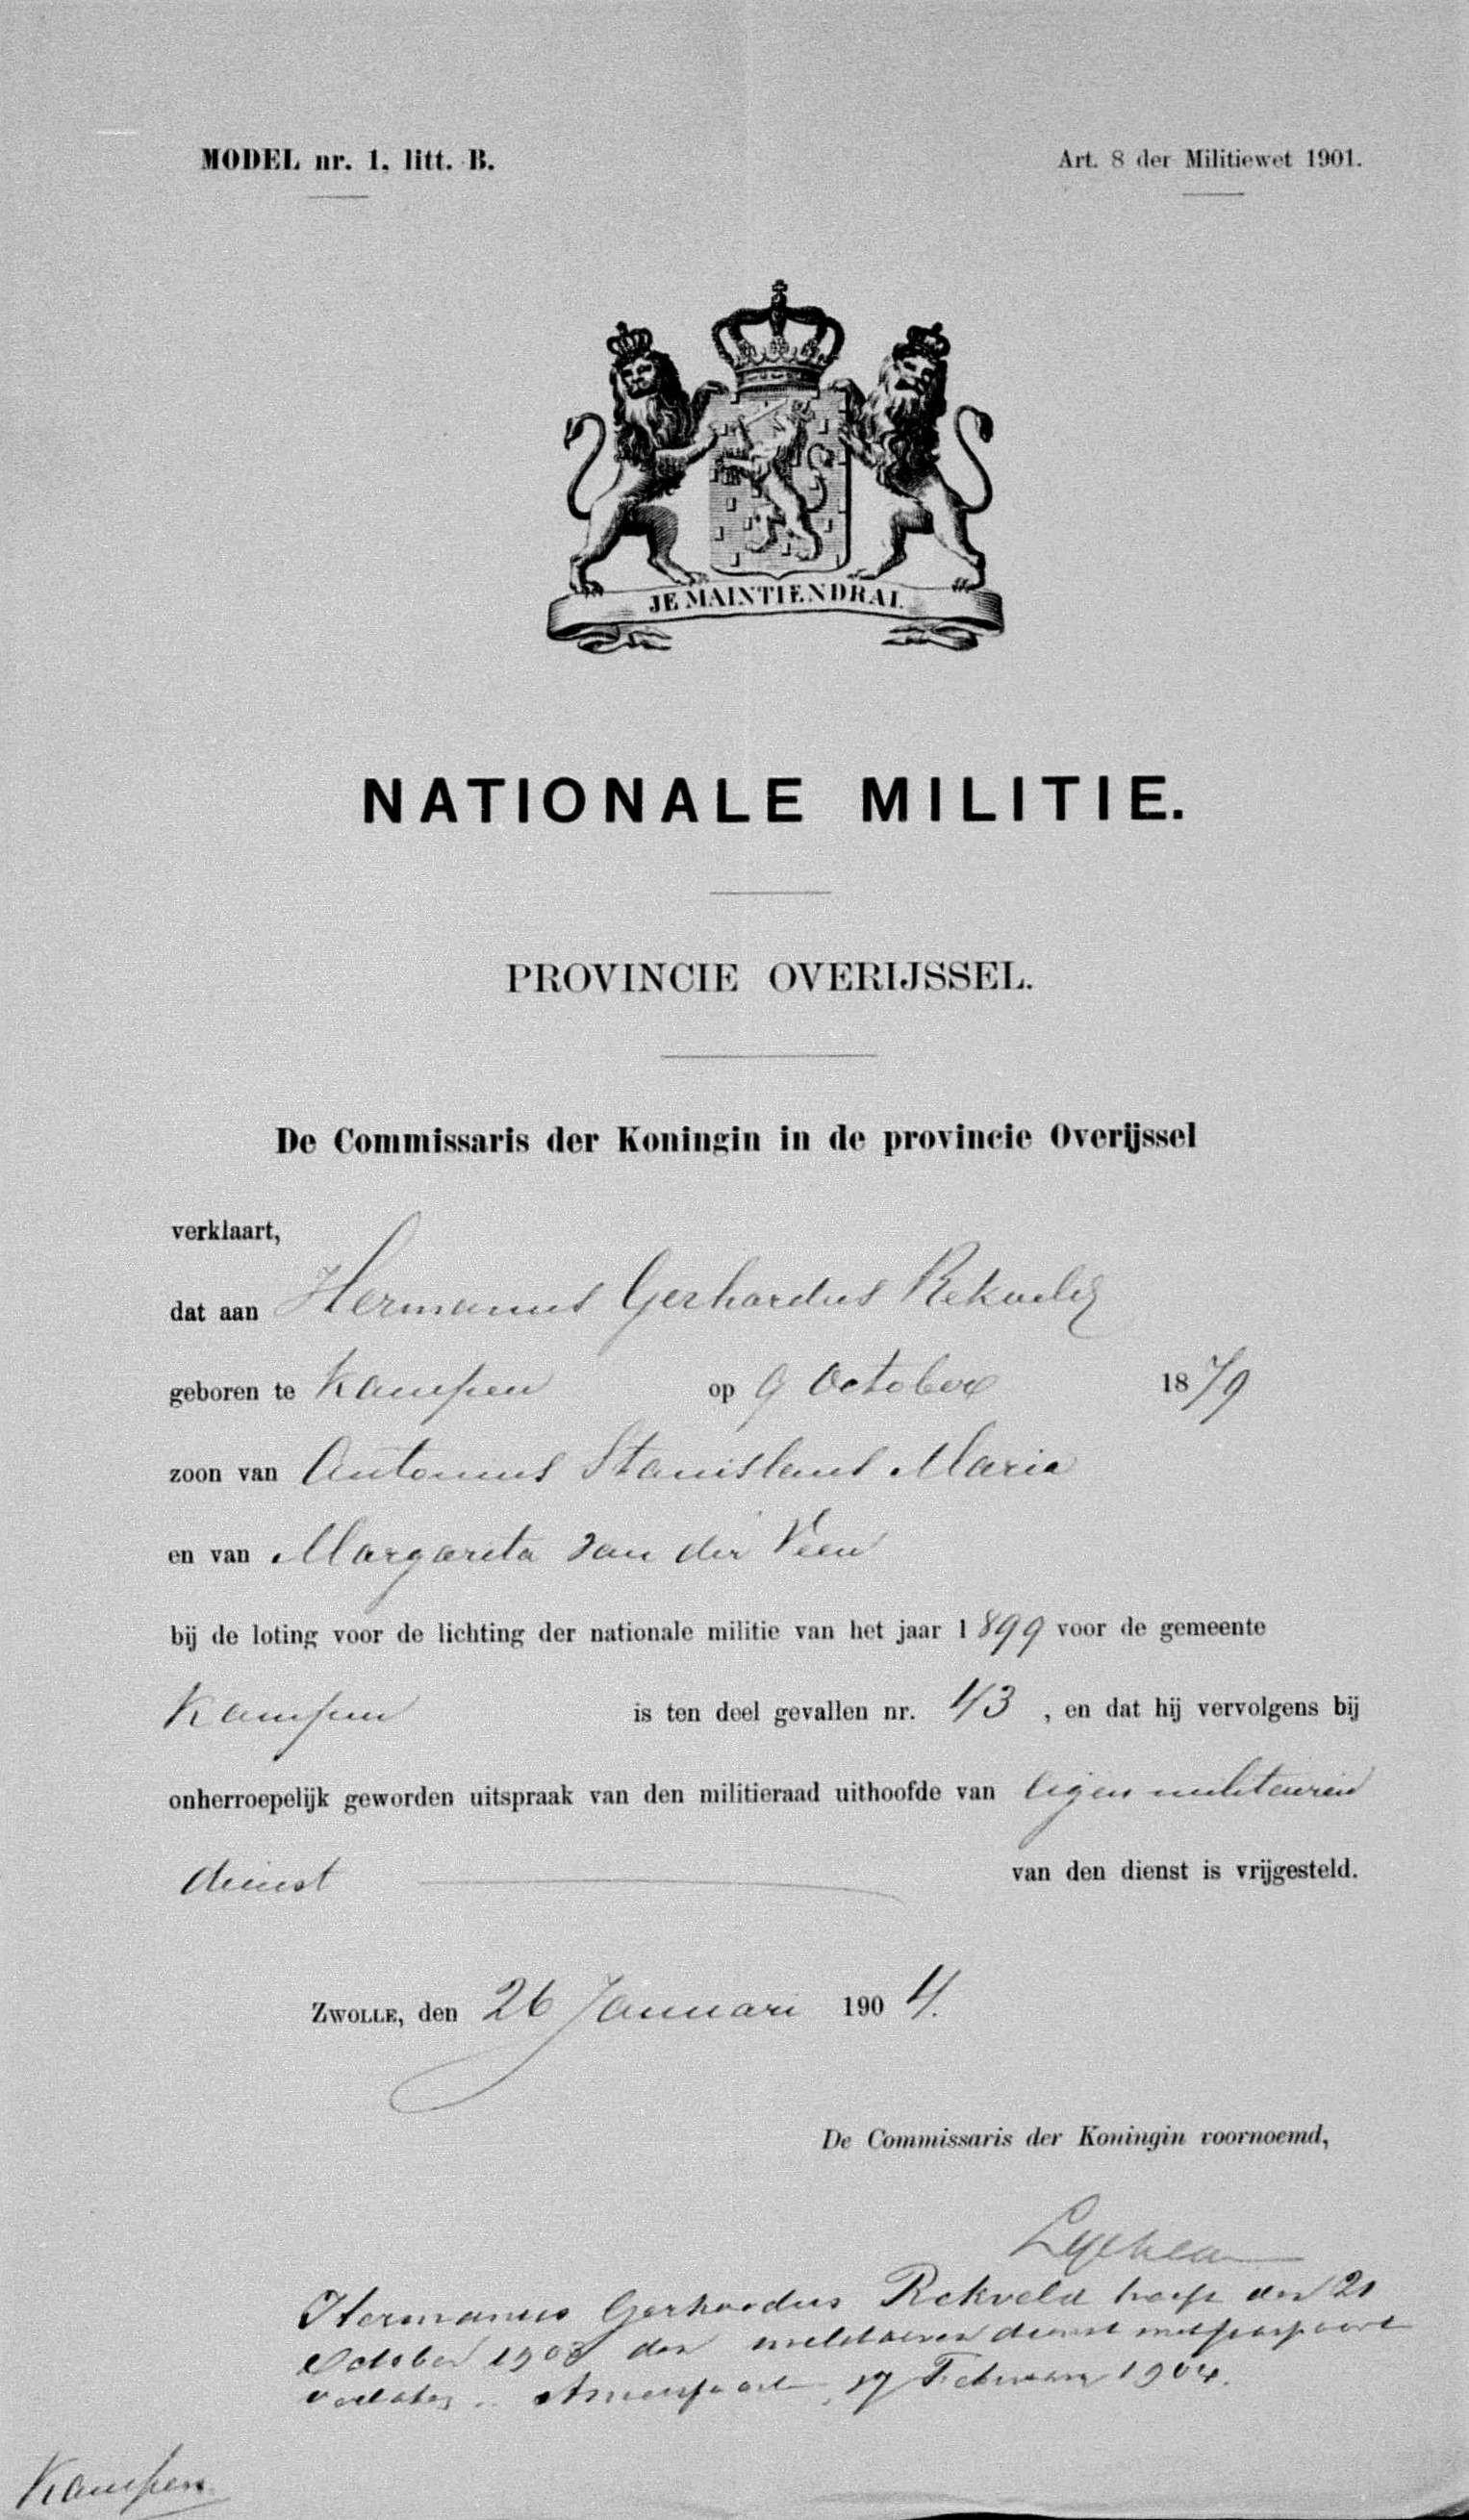 MODEL nr. 1, litt. B.
Art. 8 der Militiewet 1901.
JE MAINTIENDRAI.
NATIONALE MILITIE.
PROVINCIE OVERIJSSEL.
De Commissaris der Koningin in de provincie Overijssel
verklaart,
dat aan Hermanus Gerhardus Rekveld
geboren te Kampen op 9 October 1879
zoon van Antonius Stanislaus Maria
en van Margareta van der Veen
bij de loting voor de lichting der nationale militie van het jaar 1899 voor de gemeente
Kampen is ten deel gevallen nr. 43, en dat hij vervolgens bij
onherroepelijk geworden uitspraak van den militieraad uithoofde van eigen militairen
dienst van den dienst is vrijgesteld.
ZWOLLE, den 26 Januari 1904.
De Commissaris der Koningin voornoemd,
Hermanus Gerhardus Rekveld heeft den 21
October 1903 den militairen dienst met paspoort
verlaten. Amersfoort, 17 Februari 1904.
Kampen